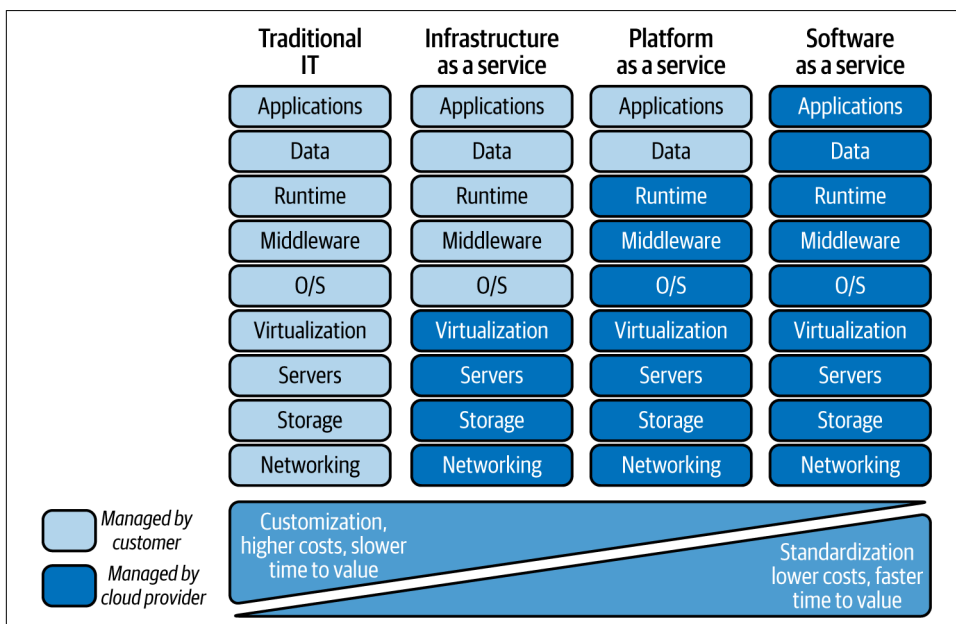 Traditional
IT
Infrastructure
as a service
Platform
as a service
Software
as a service
Applications
Applications
Applications
Applications
Data
Data
Data
Data
Runtime
Runtime
Runtime
Runtime
Middleware
Middleware
Middleware
Middleware
O/S
O/S
O/S
O/S
Virtualization
Virtualization
Virtualization
Virtualization
Servers
Servers
Servers
Servers
Storage
Storage
Storage
Storage
Networking
Networking
Networking
Networking
Managed by
customer
Managed by
cloud provider
Customization,
higher costs, slower
time to value
Standardization
lower costs, faster
time to value